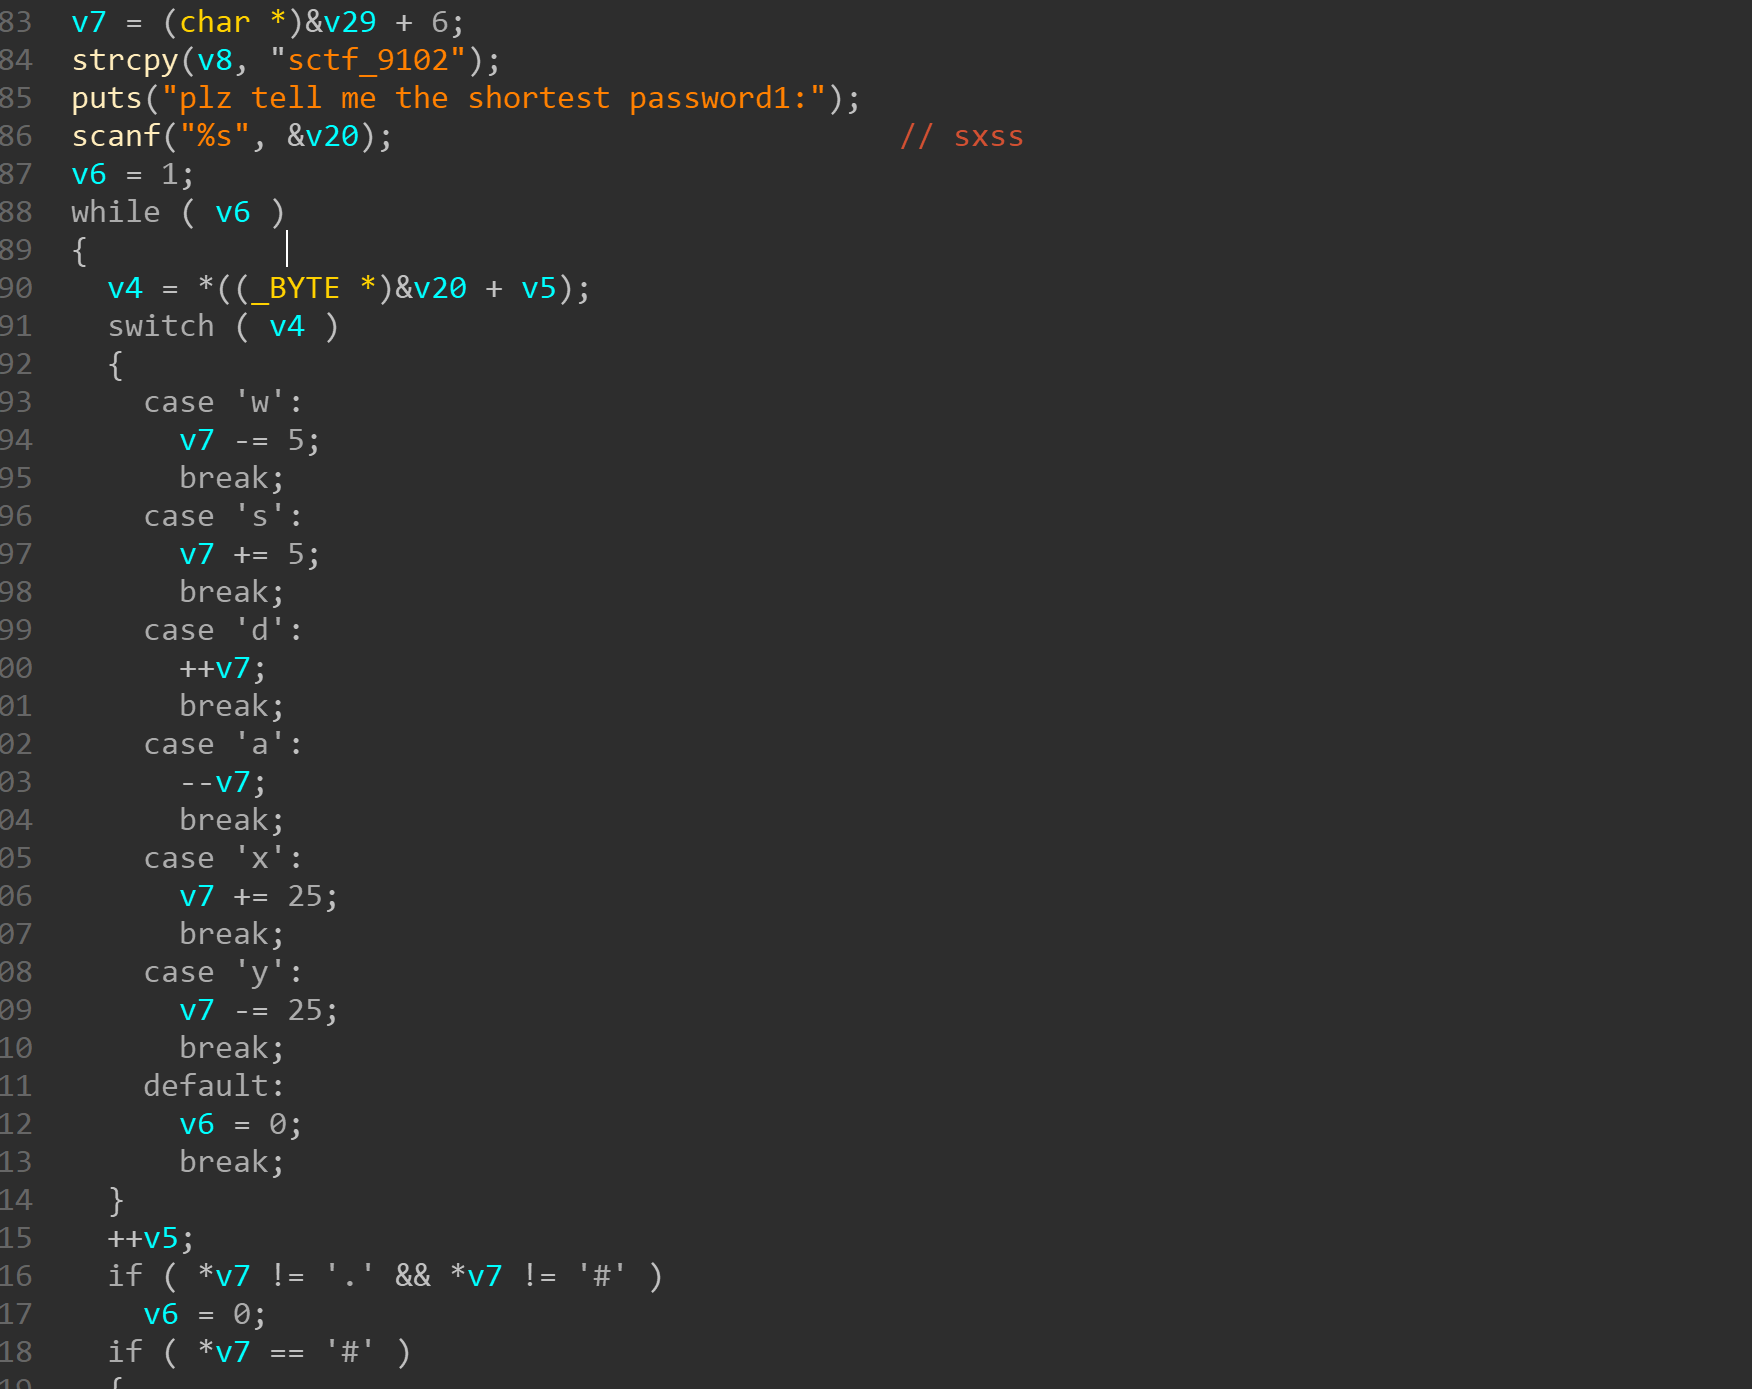 83  v7 = (char *)&v29 + 6;
84  strcpy(v8, "sctf_9102");
85  puts("plz tell me the shortest password1:");
86  scanf("%s", &v20);                            // sxss
87  v6 = 1;
88  while ( v6 )
89  {
90    v4 = *((_BYTE *)&v20 + v5);
91    switch ( v4 )
92    {
93      case 'w':
94        v7 -= 5;
95        break;
96      case 's':
97        v7 += 5;
98        break;
99      case 'd':
00        ++v7;
01        break;
02      case 'a':
03        --v7;
04        break;
05      case 'x':
06        v7 += 25;
07        break;
08      case 'y':
09        v7 -= 25;
10        break;
11      default:
12        v6 = 0;
13        break;
14    }
15    ++v5;
16    if ( *v7 != '.' && *v7 != '#' )
17      v6 = 0;
18    if ( *v7 == '#' )
19    {